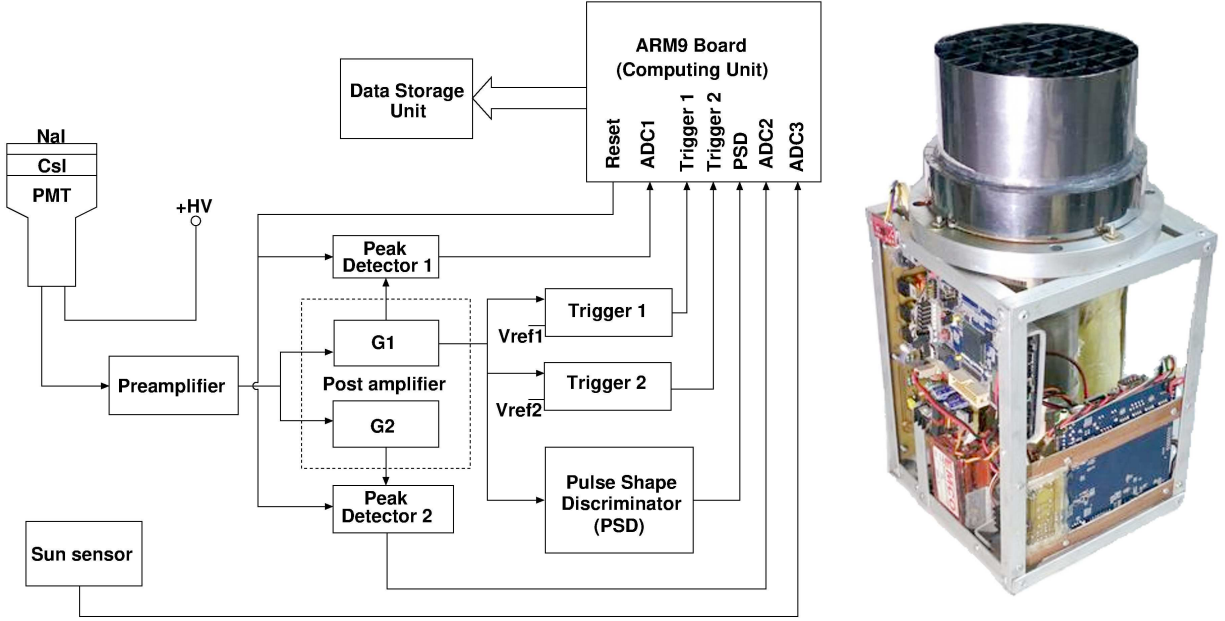 ARM9 Board
(Computing Unit)
Data Storage
Unit
Reset
ADC1
Trigger 1
Trigger 2
PSD
ADC2
ADC3
NaI
CsI
PMT
+HV
Peak
Detector 1
G1
Trigger 1
Vref1
Preamplifier
Post amplifier
Trigger 2
Vref2
G2
Pulse Shape
Discriminator
(PSD)
Peak
Detector 2
Sun sensor